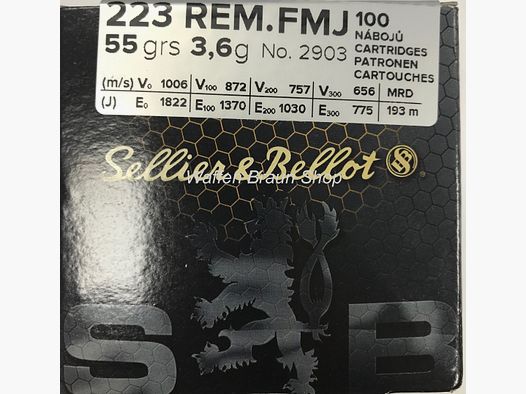 223 REM.FMJ 100
55 grs 3,6g No. 2903
NÁBOJŮ
CARTRIDGES
PATRONEN
CARTOUCHES
(m/s) V0 1006 V100 872 V200 757 V300 656 MRD
(J) E0 1822 E100 1370 E200 1030 E300 775 193 m
Sellier & Bellot
Waffen Braun Shop
S B